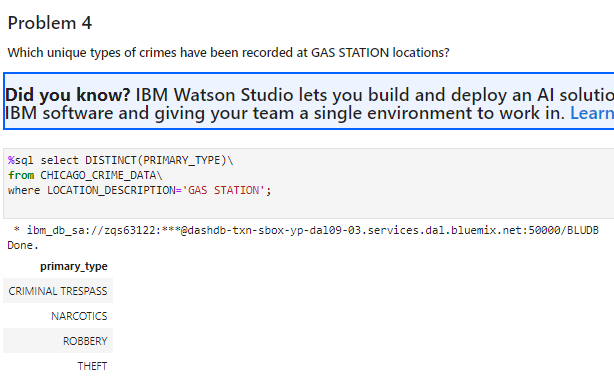 Problem 4
Which unique types of crimes have been recorded at GAS STATION locations?
Did you know? IBM Watson Studio lets you build and deploy an AI solutio
IBM software and giving your team a single environment to work in. Learn
%sql select DISTINCT(PRIMARY_TYPE)\
from CHICAGO_CRIME_DATA\
where LOCATION_DESCRIPTION='GAS STATION';
* ibm_db_sa://zqs63122:***@dashdb-txn-sbox-yp-dal09-03.services.dal.bluemix.net:50000/BLUDB
Done.
primary_type
CRIMINAL TRESPASS
NARCOTICS
ROBBERY
THEFT